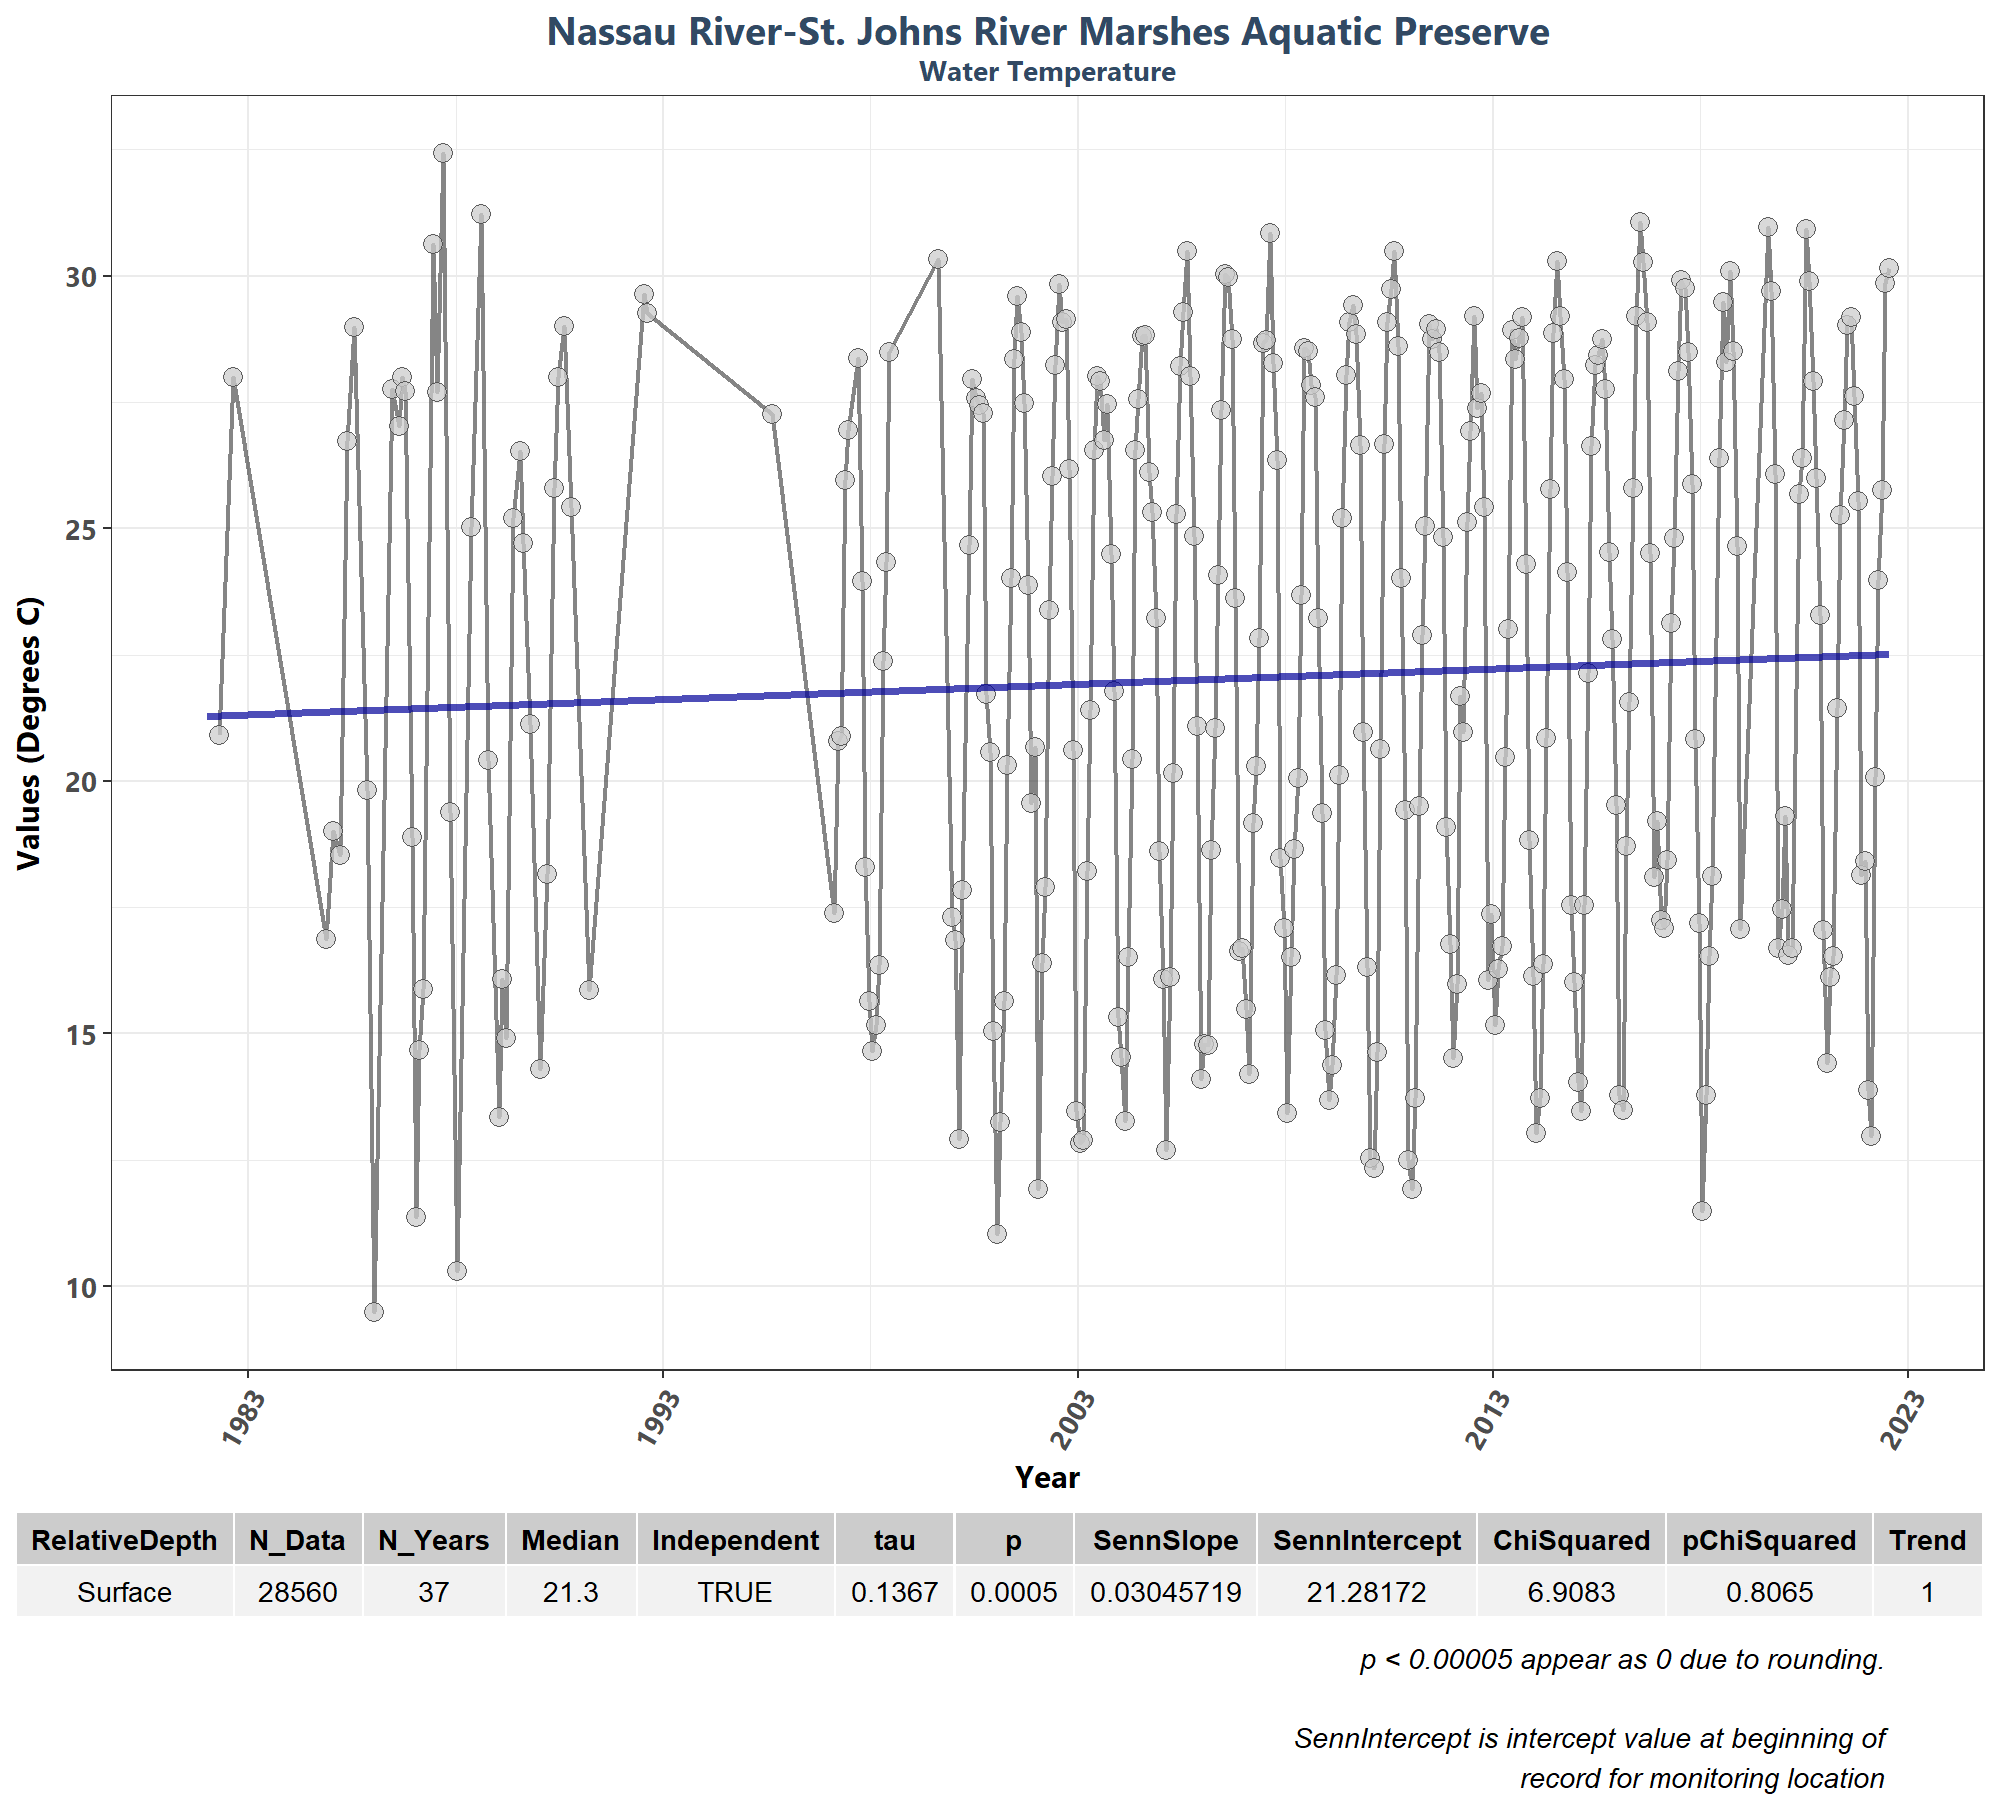 Nassau River-St. Johns River Marshes Aquatic Preserve
Water Temperature
Values (Degrees C)
30
25
20
15
10
1983
1993
2003
2013
2023
Year
RelativeDepth N_Data N_Years Median Independent tau p SennSlope SennIntercept ChiSquared pChiSquared Trend
Surface 28560 37 21.3 TRUE 0.1367 0.0005 0.03045719 21.28172 6.9083 0.8065 1
p < 0.00005 appear as 0 due to rounding.
SennIntercept is intercept value at beginning of
record for monitoring location